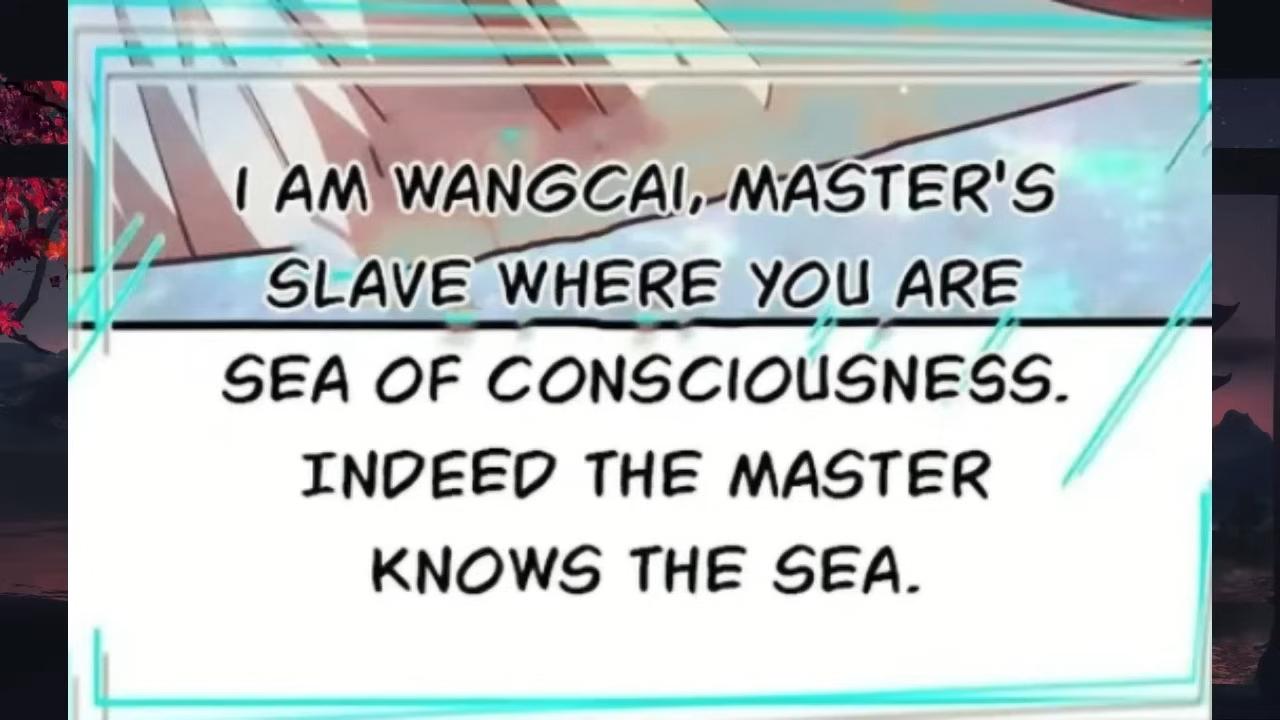 I AM WANGCAI, MASTER'S
SLAVE WHERE YOU ARE
SEA OF CONSCIOUSNESS.
INDEED THE MASTER
KNOWS THE SEA.